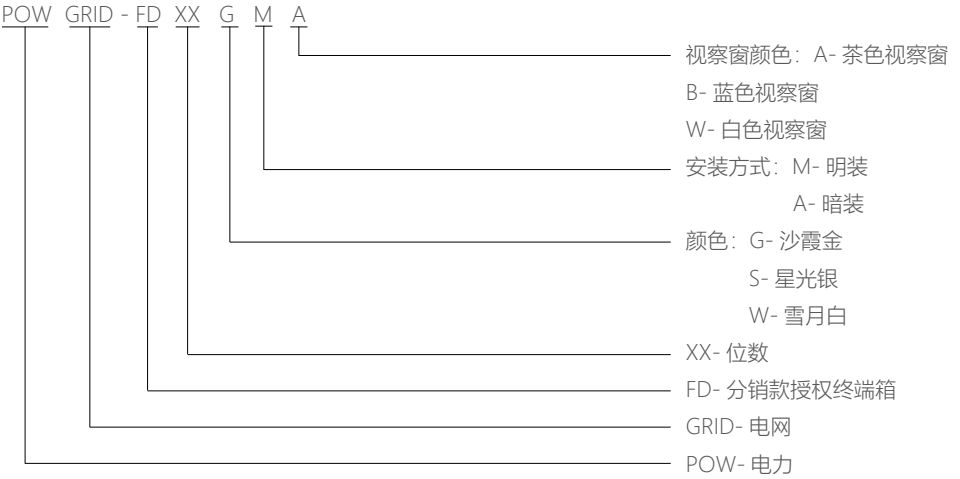 POW GRID - FD XX G M A
视察窗颜色：A- 茶色视察窗
B- 蓝色视察窗
W- 白色视察窗
安装方式：M- 明装
A- 暗装
颜色：G- 沙霞金
S- 星光银
W- 雪月白
XX- 位数
FD- 分销款授权终端箱
GRID- 电网
POW- 电力